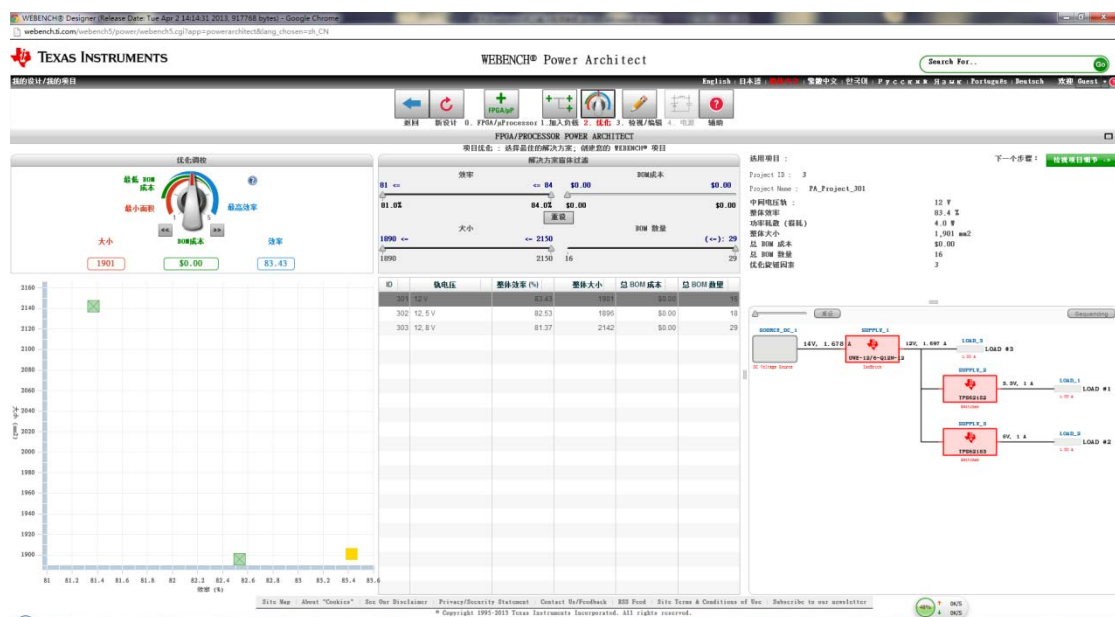 WEBENCH® Designer (Release Date: Tue Apr 2 14:14:31 2013, 917768 bytes) - Google Chrome
webench.ti.com/webench5/power/webench5.cgi?app=powerarchitect&lang_chosen=zh_CN
TEXAS INSTRUMENTS
WEBENCH® Power Architect
Search For..
Go
我的设计/我的项目
English 日本語 繁體中文 한국어 Русский Язык Português Deutsch 欢迎 Guest
FPGA/μP
返回 新设计 0. FPGA/μProcessor 1.加入负载 2. 优化 3. 检视/编辑 4. 电源 辅助
FPGA/PROCESSOR POWER ARCHITECT
项目优化 : 选择最佳的解决方案; 创建您的 WEBENCH® 项目
优化调校
最低 BOM 成本
最小面积
最高效率
1 5
<< >>
大小 BOM成本 效率
1901 $0.00 83.43
解决方案窗体过滤
效率 BOM成本
81 <= <= 84 $0.00 $0.00
81.0% 84.0% $0.00 $0.00
重设
大小 BOM 数量
1890 <= <= 2150 (<=): 29
1890 2150 16 29
选用项目 :
下一个步骤: 检视项目细节 ->
Project ID : 3
Project Name : PA_Project_301
中间电压轨 : 12 V
整体效率 83.4 %
功率耗散 (损耗) 4.0 W
整体大小 1,901 mm2
总 BOM 成本 $0.00
总 BOM 数量 16
优化旋钮因素 3
ID 轨电压 整体效率 (%) 整体大小 总 BOM 成本 总 BOM 数量
301 12 V 83.43 1901 $0.00 16
302 12, 5 V 82.53 1896 $0.00 18
303 12, 8 V 81.37 2142 $0.00 29
2160
2140
2120
2100
2080
2060
2040
2020
2000
1980
1960
1940
1920
1900
大小 (mm2)
81 81.2 81.4 81.6 81.8 82 82.2 82.4 82.6 82.8 83 83.2 83.4 83.6
效率 (%)
重设
Sequencing
SOURCE_DC_1
DC Voltage Source
14V, 1.678 A
SUPPLY_1
12V, 1.697 A
LOAD_3
LOAD #3
SUPPLY_2
TPS62152
3.3V, 1 A
LOAD_1
LOAD #1
SUPPLY_3
TPS62153
5V, 1 A
LOAD_2
LOAD #2
Site Map | About "Cookies" | See Our Disclaimer | Privacy/Security Statement | Contact Us/Feedback | RSS Feed | Site Terms & Conditions of Use | Subscribe to our newsletter
© Copyright 1995-2013 Texas Instruments Incorporated. All rights reserved.
0K/S
0K/S